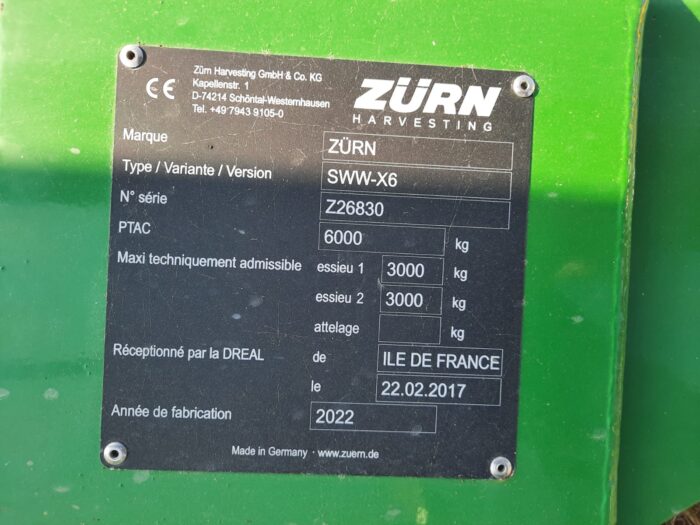 CE
Zürn Harvesting GmbH & Co. KG
Kapellenstr. 1
D-74214 Schöntal-Westernhausen
Tel. +49 7943 9105-0
ZÜRN
HARVESTING
Marque ZÜRN
Type / Variante / Version SWW-X6
N° série Z26830
PTAC 6000 kg
Maxi techniquement admissible essieu 1 3000 kg
essieu 2 3000 kg
attelage kg
Réceptionné par la DREAL de ILE DE FRANCE
le 22.02.2017
Année de fabrication 2022
Made in Germany · www.zuern.de